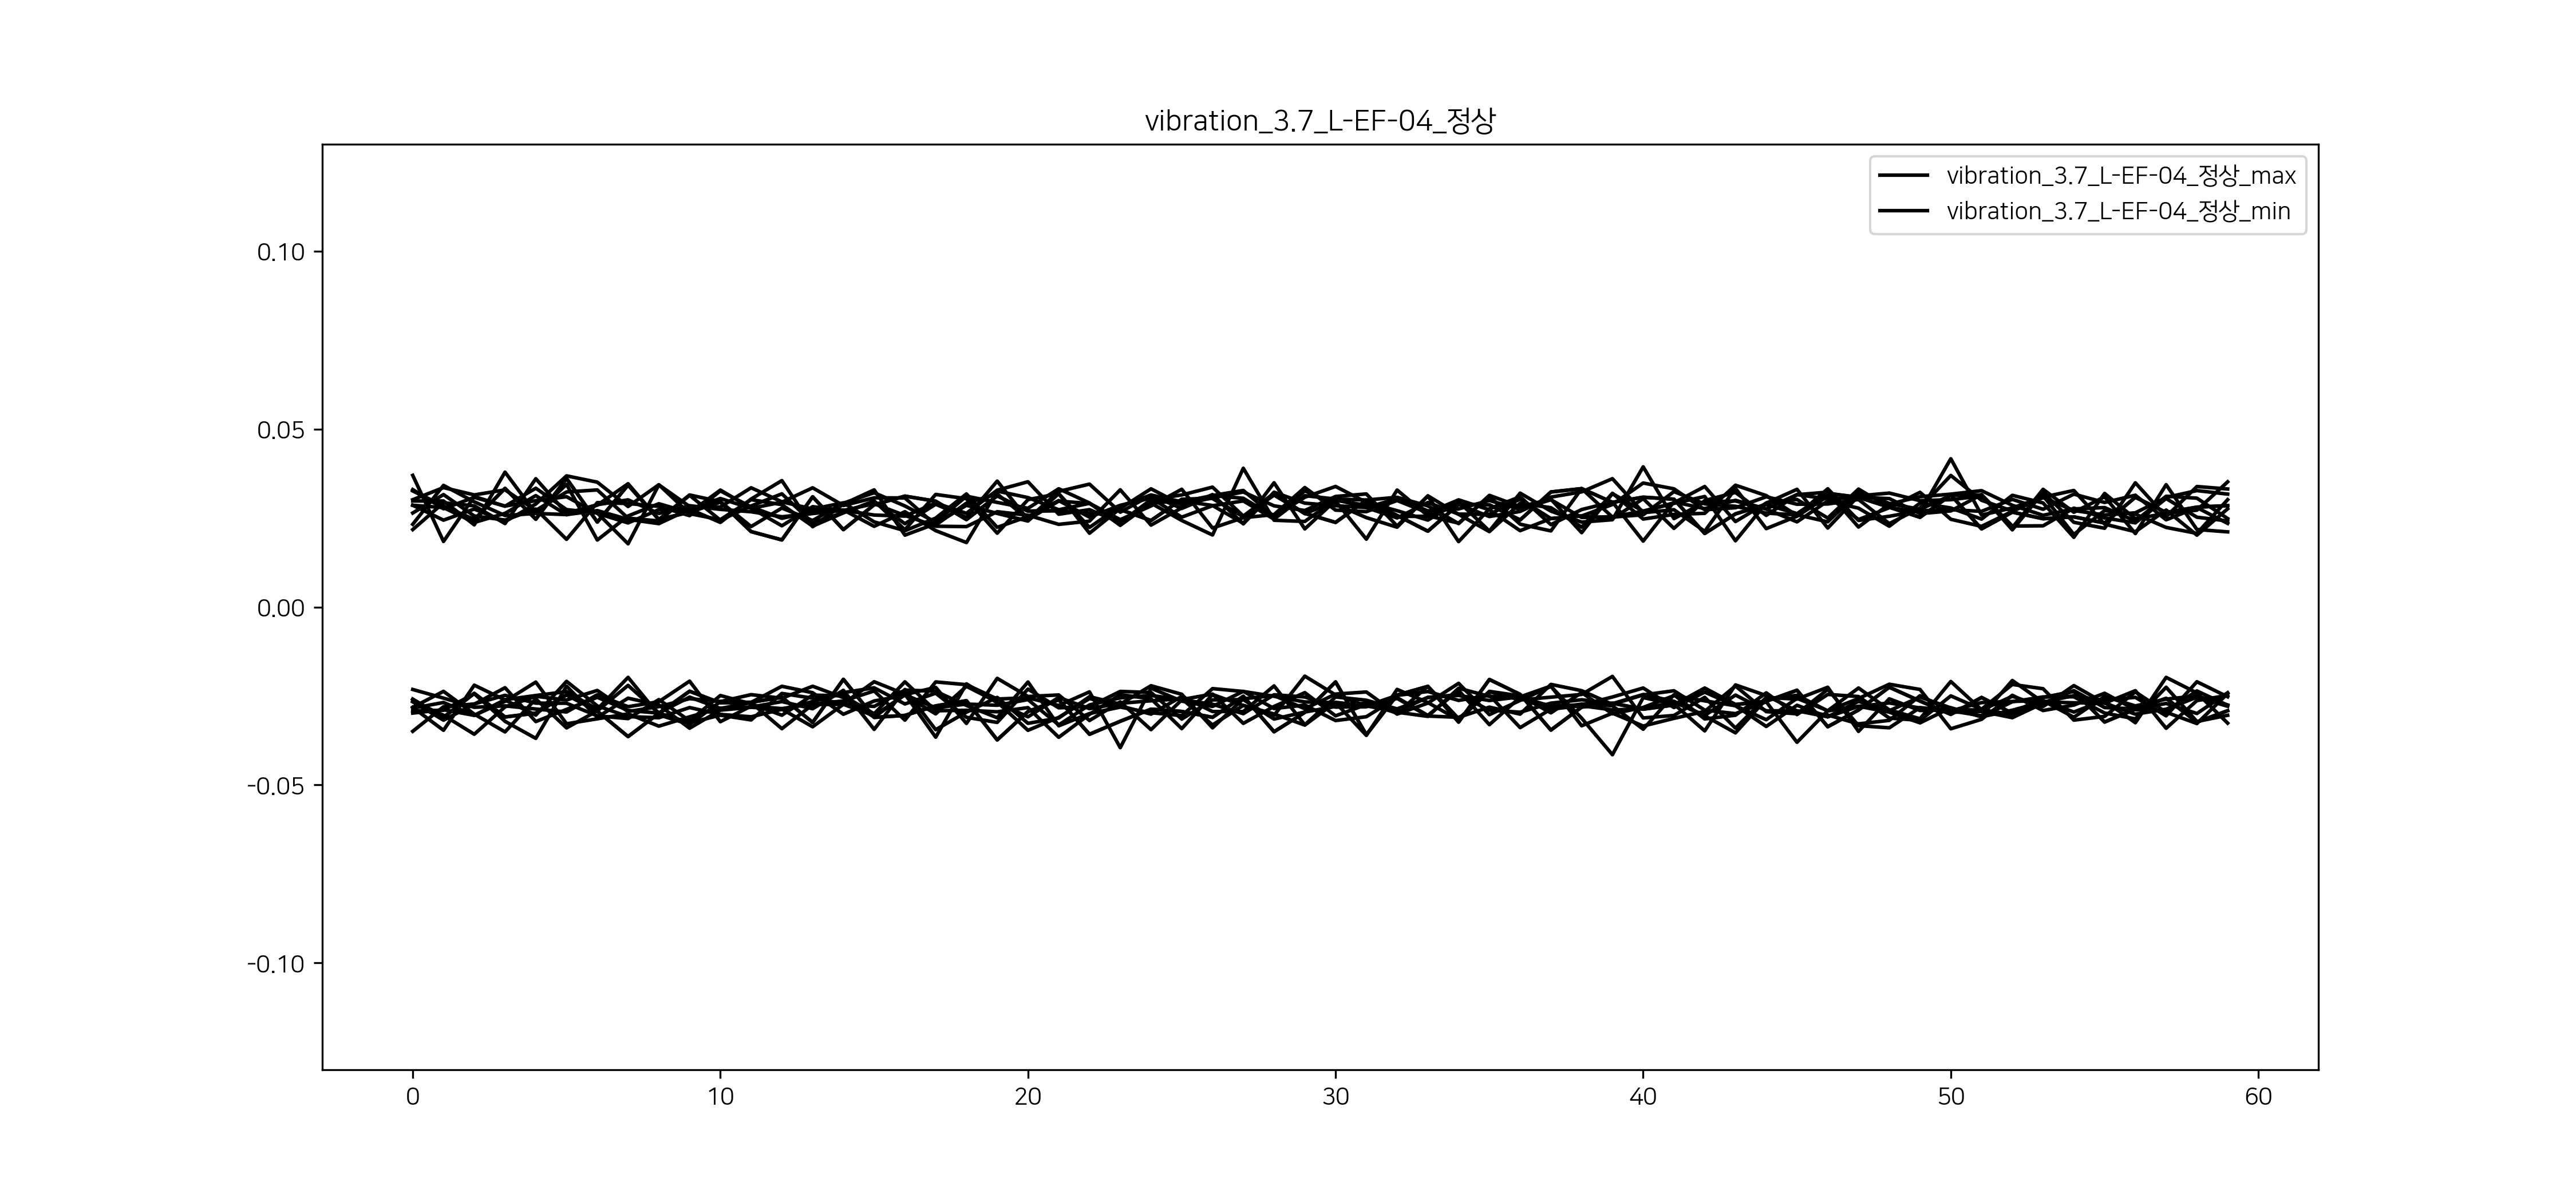 vibration_3.7_L-EF-04_정상
vibration_3.7_L-EF-04_정상_max
vibration_3.7_L-EF-04_정상_min
0.10
0.05
0.00
-0.05
-0.10
0 10 20 30 40 50 60